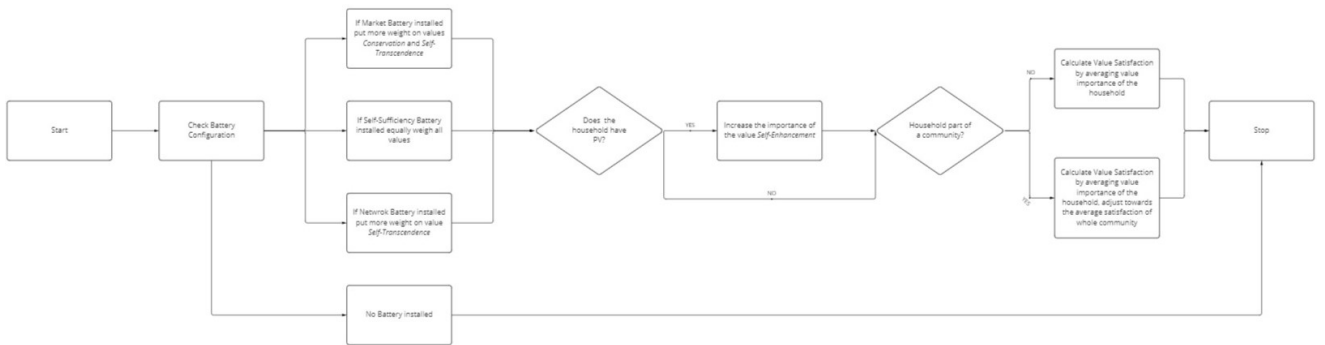 Start
Check Battery
Configuration
If Market Battery installed
put more weight on values
Conservation and Self-
Transcendence
If Self-Sufficiency Battery
installed equally weigh all
values
If Netwrok Battery installed
put more weight on value
Self-Transcendence
No Battery installed
Does the
household have
PV?
YES
NO
Increase the importance of
the value Self-Enhancement
Household part of
a community?
NO
YES
Calculate Value Satisfaction
by averaging value
importance of the
household
Calculate Value Satisfaction
by averaging value
importance of the
household, adjust towards
the average satisfaction of
whole community
Stop